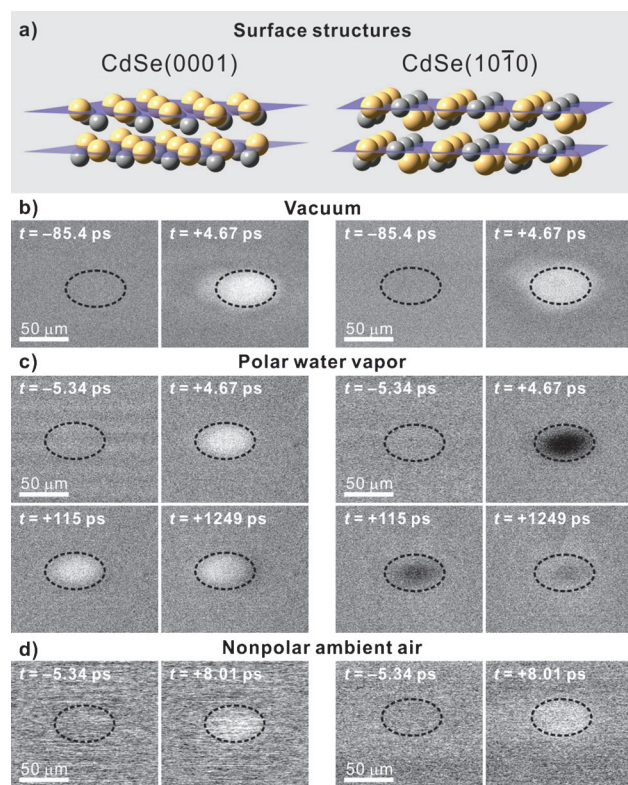 a) Surface structures
CdSe(0001) CdSe(101̄0)
b) Vacuum
t = –85.4 ps t = +4.67 ps t = –85.4 ps t = +4.67 ps
50 μm 50 μm
c) Polar water vapor
t = –5.34 ps t = +4.67 ps t = –5.34 ps t = +4.67 ps
50 μm 50 μm
t = +115 ps t = +1249 ps t = +115 ps t = +1249 ps
d) Nonpolar ambient air
t = –5.34 ps t = +8.01 ps t = –5.34 ps t = +8.01 ps
50 μm 50 μm